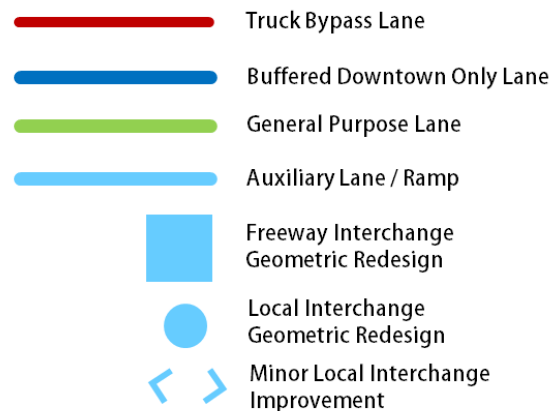 Truck Bypass Lane
Buffered Downtown Only Lane
General Purpose Lane
Auxiliary Lane / Ramp
Freeway Interchange
Geometric Redesign
Local Interchange
Geometric Redesign
Minor Local Interchange
Improvement